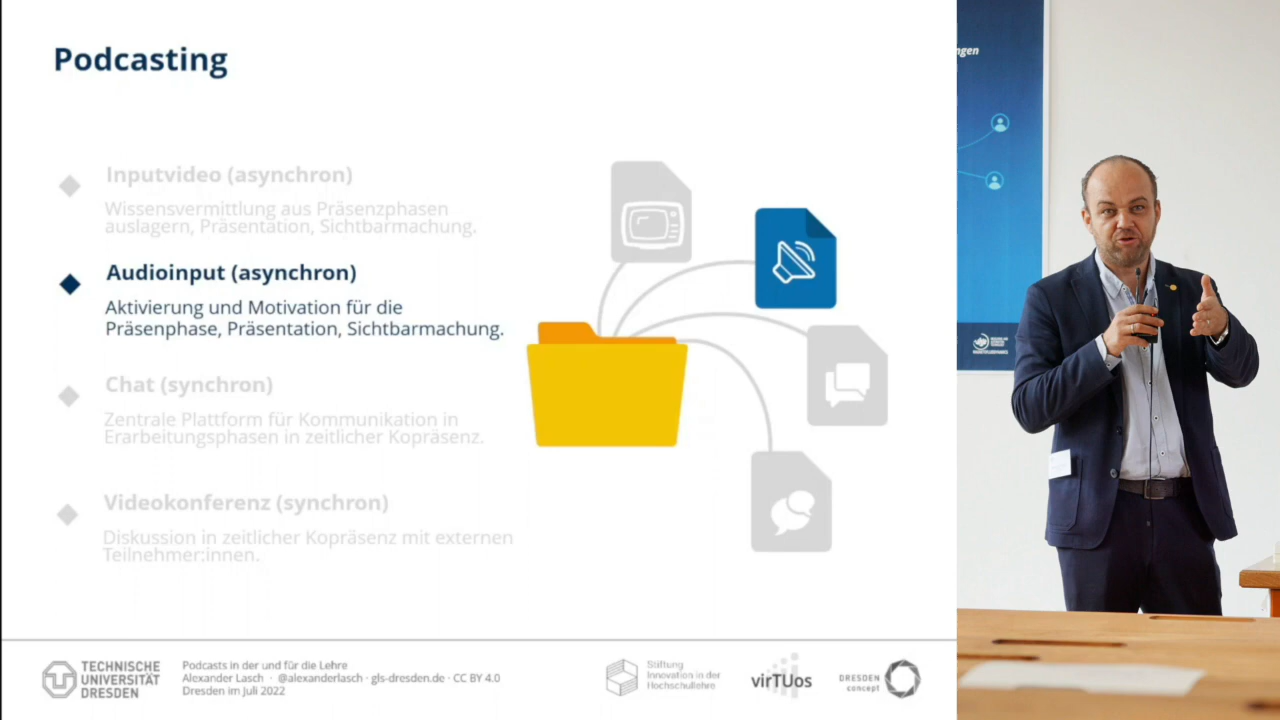 Podcasting
Inputvideo (asynchron)
Wissensvermittlung aus Präsenzphasen
auslagern, Präsentation, Sichtbarmachung.
Audioinput (asynchron)
Aktivierung und Motivation für die
Präsenphase, Präsentation, Sichtbarmachung.
Chat (synchron)
Zentrale Plattform für Kommunikation in
Erarbeitungsphasen in zeitlicher Kopräsenz.
Videokonferenz (synchron)
Diskussion in zeitlicher Kopräsenz mit externen
Teilnehmer:innen.
TECHNISCHE
UNIVERSITÄT
DRESDEN
Podcasts in der und für die Lehre
Alexander Lasch · @alexanderlasch · gls-dresden.de · CC BY 4.0
Dresden im Juli 2022
Stiftung
Innovation in der
Hochschullehre
virTUos
DRESDEN
concept
ngen